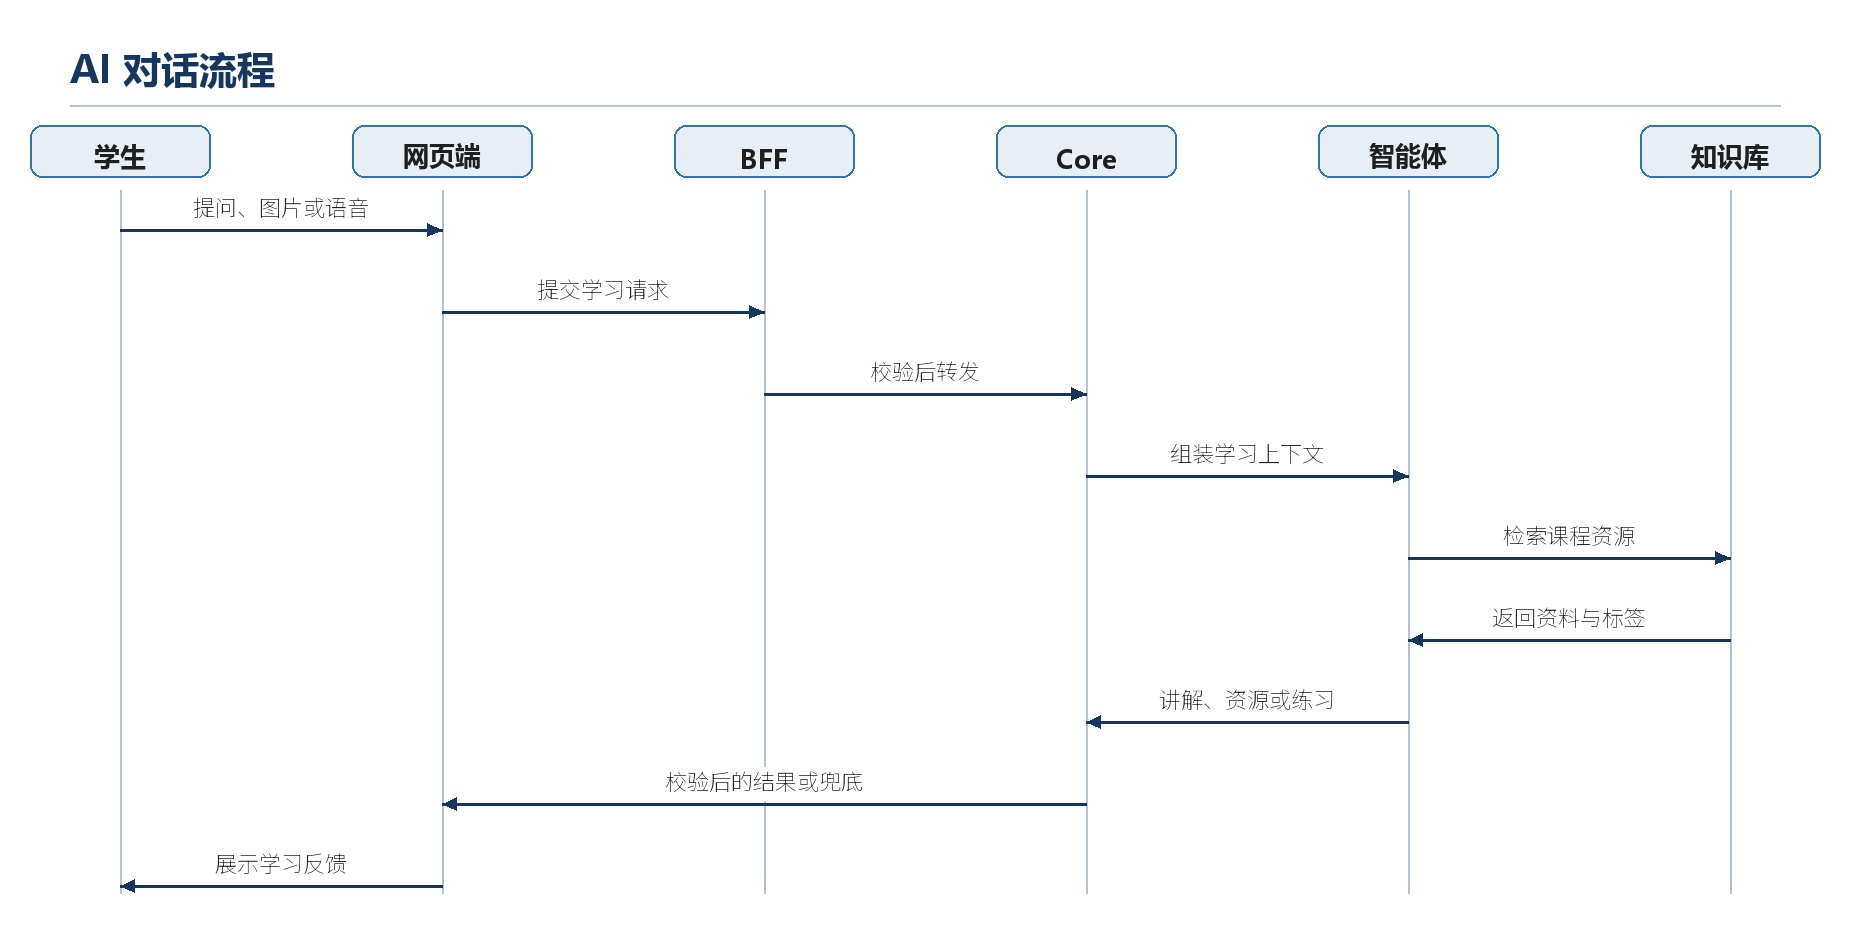 AI 对话流程
学生
网页端
BFF
Core
智能体
知识库
提问、图片或语音
提交学习请求
校验后转发
组装学习上下文
检索课程资源
返回资料与标签
讲解、资源或练习
校验后的结果或兜底
展示学习反馈